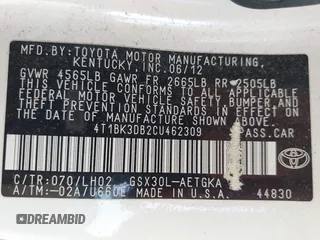 MFD.BY:TOYOTA MOTOR MANUFACTURING,
KENTUCKY,INC.06/12
GVWR 4565LB GAWR FR 2665LB RR 2505LB
THIS VEHICLE CONFORMS TO ALL APPLICABLE
FEDERAL MOTOR VEHICLE SAFETY, BUMPER, AND
THEFT PREVENTION STANDARDS IN EFFECT ON
THE DATE OF MANUFACTURE SHOWN ABOVE.
4T1BK3DB2CU462309 PASS.CAR
C/TR:070/LH02 GSX30L-AETGKA
A/TM:-02A/U660E MADE IN U.S.A. 44830
TOYOTA